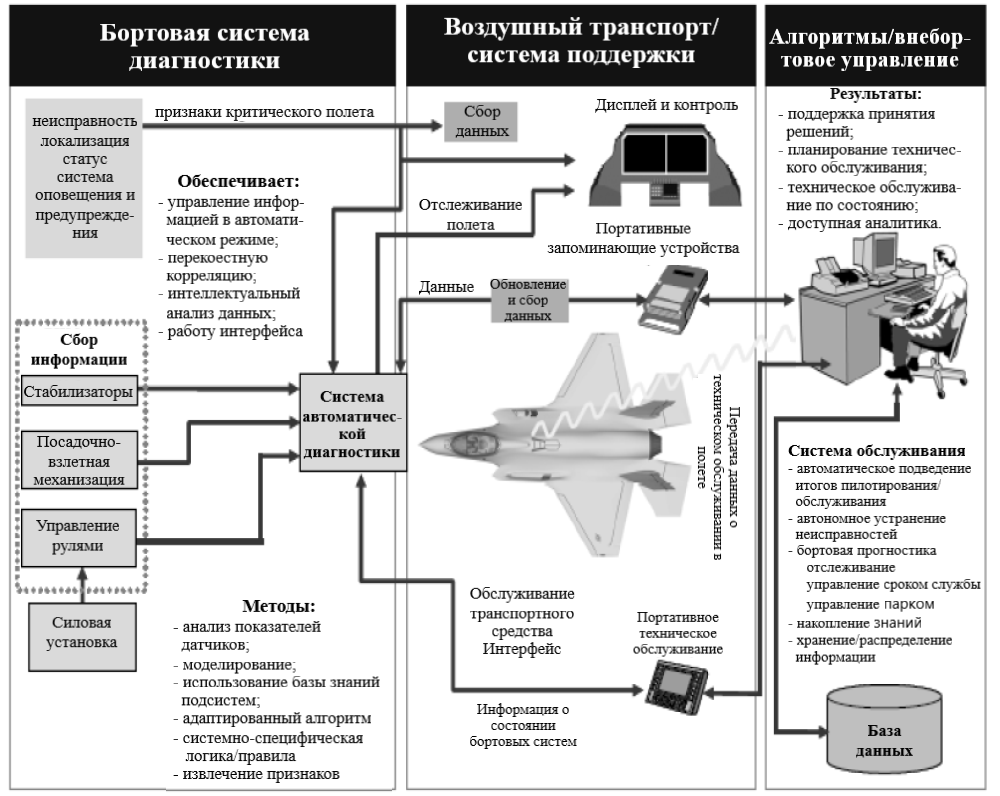 Бортовая система
диагностики
неисправность
локализация
статус
система
оповещения и
предупрежде-
ния
признаки критического полета
Обеспечивает:
- управление инфор-
мацией в автомати-
ческом режиме;
- перекоестную
корреляцию;
- интеллектуальный
анализ данных;
- работу интерфейса
Сбор
информации
Стабилизаторы
Посадочно-
взлетная
механизация
Управление
рулями
Силовая
установка
Система
автоматичес-
кой
диагностики
Методы:
- анализ показателей
датчиков;
- моделирование;
- использование базы знаний
подсистем;
- адаптированный алгоритм
- системно-специфическая
логика/правила
- извлечение признаков
Воздушный транспорт/
система поддержки
Сбор
данных
Дисплей и контроль
Отслеживание
полета
Портативные
запоминающие устройства
Данные
Обновление
и сбор
данных
Передача данных о
техническом обслуживании в
полете
Обслуживание
транспортного
средства
Интерфейс
Портативное
техническое
обслуживание
Информация о
состоянии
бортовых систем
Алгоритмы/внебор-
товое управление
Результаты:
- поддержка принятия
решений;
- планирование техничес-
кого обслуживания;
- техническое обслужива-
ние по состоянию;
- доступная аналитика.
Система обслуживания
- автоматическое подведение
итогов пилотирования/
обслуживания
- автономное устранение
неисправностей
- бортовая прогностика
отслеживание
управление сроком службы
управление парком
- накопление знаний
- хранение/распределение
информации
База
данных